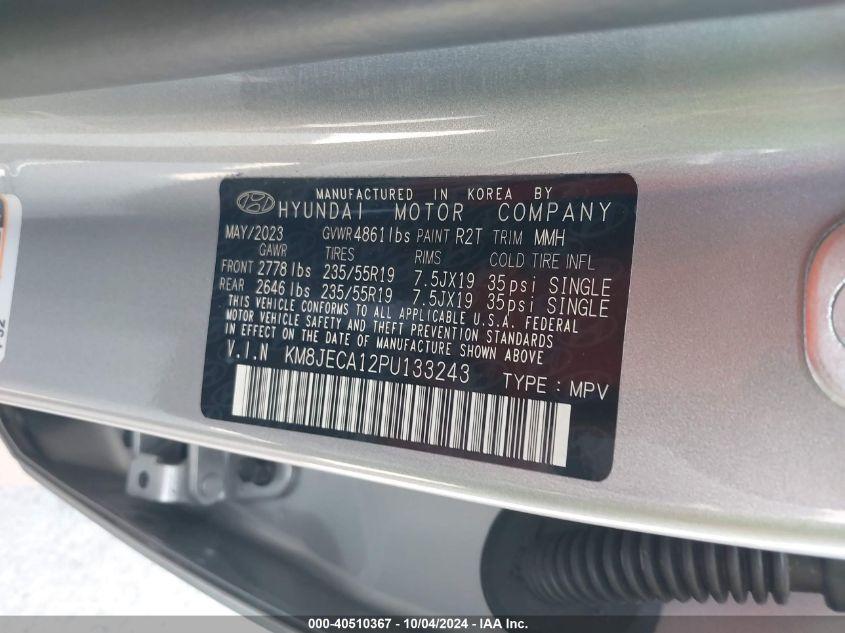 MANUFACTURED IN KOREA BY
HYUNDAI MOTOR COMPANY
MAY/2023 GVWR 4861lbs PAINT R2T TRIM MMH
GAWR TIRES RIMS COLD TIRE INFL
FRONT 2778 lbs 235/55R19 7.5JX19 35psi SINGLE
REAR 2646 lbs 235/55R19 7.5JX19 35psi SINGLE
THIS VEHICLE CONFORMS TO ALL APPLICABLE U.S.A. FEDERAL
MOTOR VEHICLE SAFETY AND THEFT PREVENTION STANDARDS
IN EFFECT ON THE DATE OF MANUFACTURE SHOWN ABOVE
V.I.N KM8JECA12PU133243 TYPE : MPV
000-40510367 - 10/04/2024 - IAA Inc.